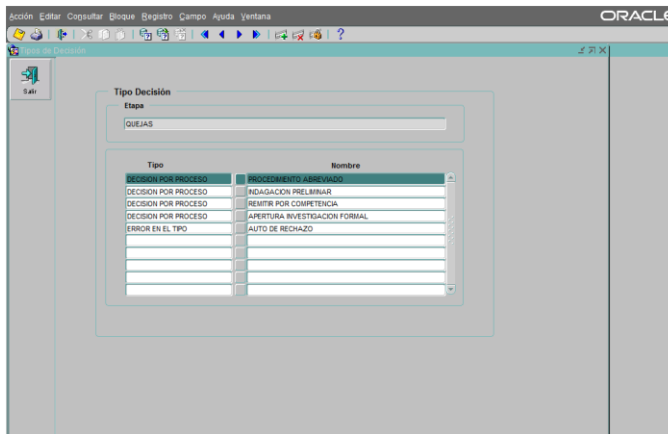 Acción Editar Consultar Bloque Registro Campo Ayuda Ventana
ORACLE
Tipos de Decisión
Salir
Tipo Decisión
Etapa
QUEJAS
Tipo Nombre
DECISION POR PROCESO PROCEDIMIENTO ABREVIADO
DECISION POR PROCESO INDAGACION PRELIMINAR
DECISION POR PROCESO REMITIR POR COMPETENCIA
DECISION POR PROCESO APERTURA INVESTIGACION FORMAL
ERROR EN EL TIPO AUTO DE RECHAZO